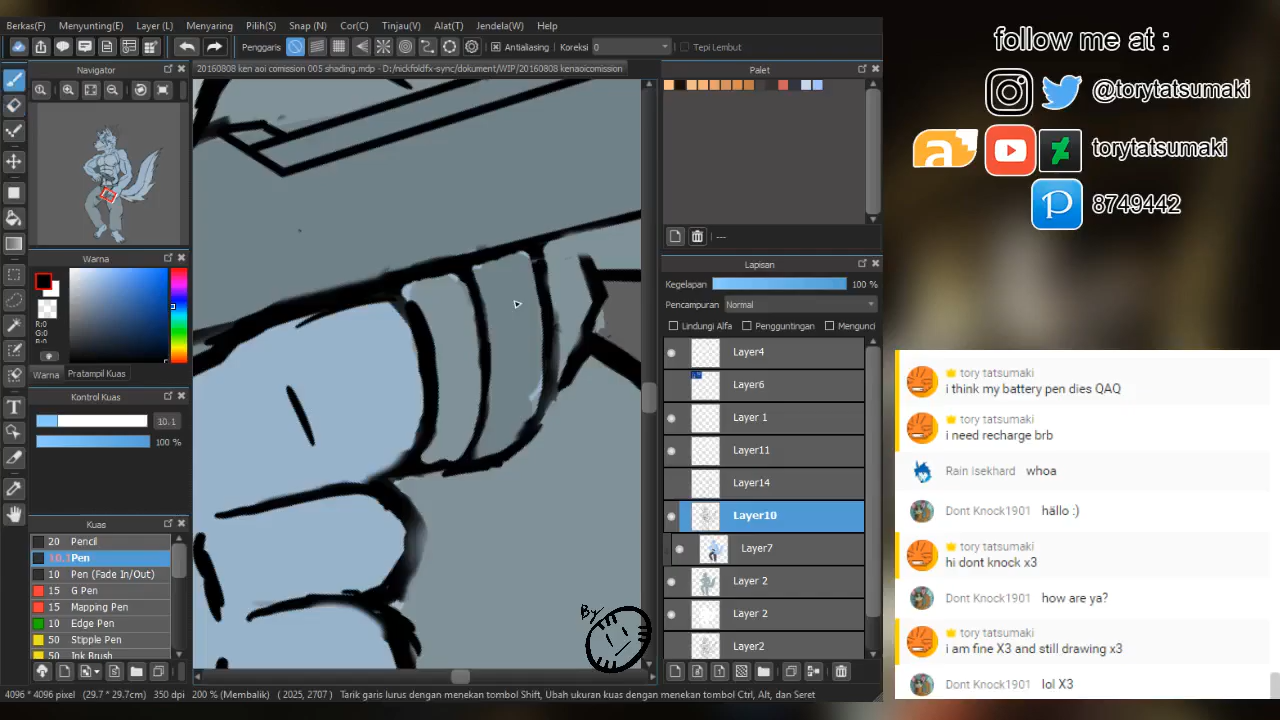 Berkas(F) Menyunting(E) Layer (L) Menyaring Pilih(S) Snap (N) Cor(C) Tinjau(V) Alat(T) Jendela(W) Help
Penggaris Antialiasing Koreksi 0 Tepi Lembut
Navigator
20160808 ken aoi comission 005 shading.mdp - D:/nickfoldfx-sync/dokument/WIP/20160808 kenaoicomission
Palet
---
Warna
R:0
G:0
B:0
Warna Pratampil Kuas
Kontrol Kuas
10.1
100 %
Kuas
20 Pencil
10.1 Pen
10 Pen (Fade In/Out)
15 G Pen
15 Mapping Pen
10 Edge Pen
50 Stipple Pen
50 Ink Brush
Lapisan
Kegelapan 100 %
Pencampuran Normal
Lindungi Alfa Pengguntingan Mengunci
Layer4
Layer6
Layer 1
Layer11
Layer14
Layer10
Layer7
Layer 2
Layer 2
Layer2
By
4096 * 4096 pixel (29.7 * 29.7cm) 350 dpi 200 % (Membalik) ( 2025, 2707 ) Tarik garis lurus dengan menekan tombol Shift, Ubah ukuran kuas dengan menekan tombol Ctrl, Alt, dan Seret
follow me at :
@torytatsumaki
a torytatsumaki
P 8749442
tory tatsumaki
i think my battery pen dies QAQ
tory tatsumaki
i need recharge brb
Rain Isekhard whoa
Dont Knock1901 hällo :)
tory tatsumaki
hi dont knock x3
Dont Knock1901 how are ya?
tory tatsumaki
i am fine X3 and still drawing x3
Dont Knock1901 lol X3